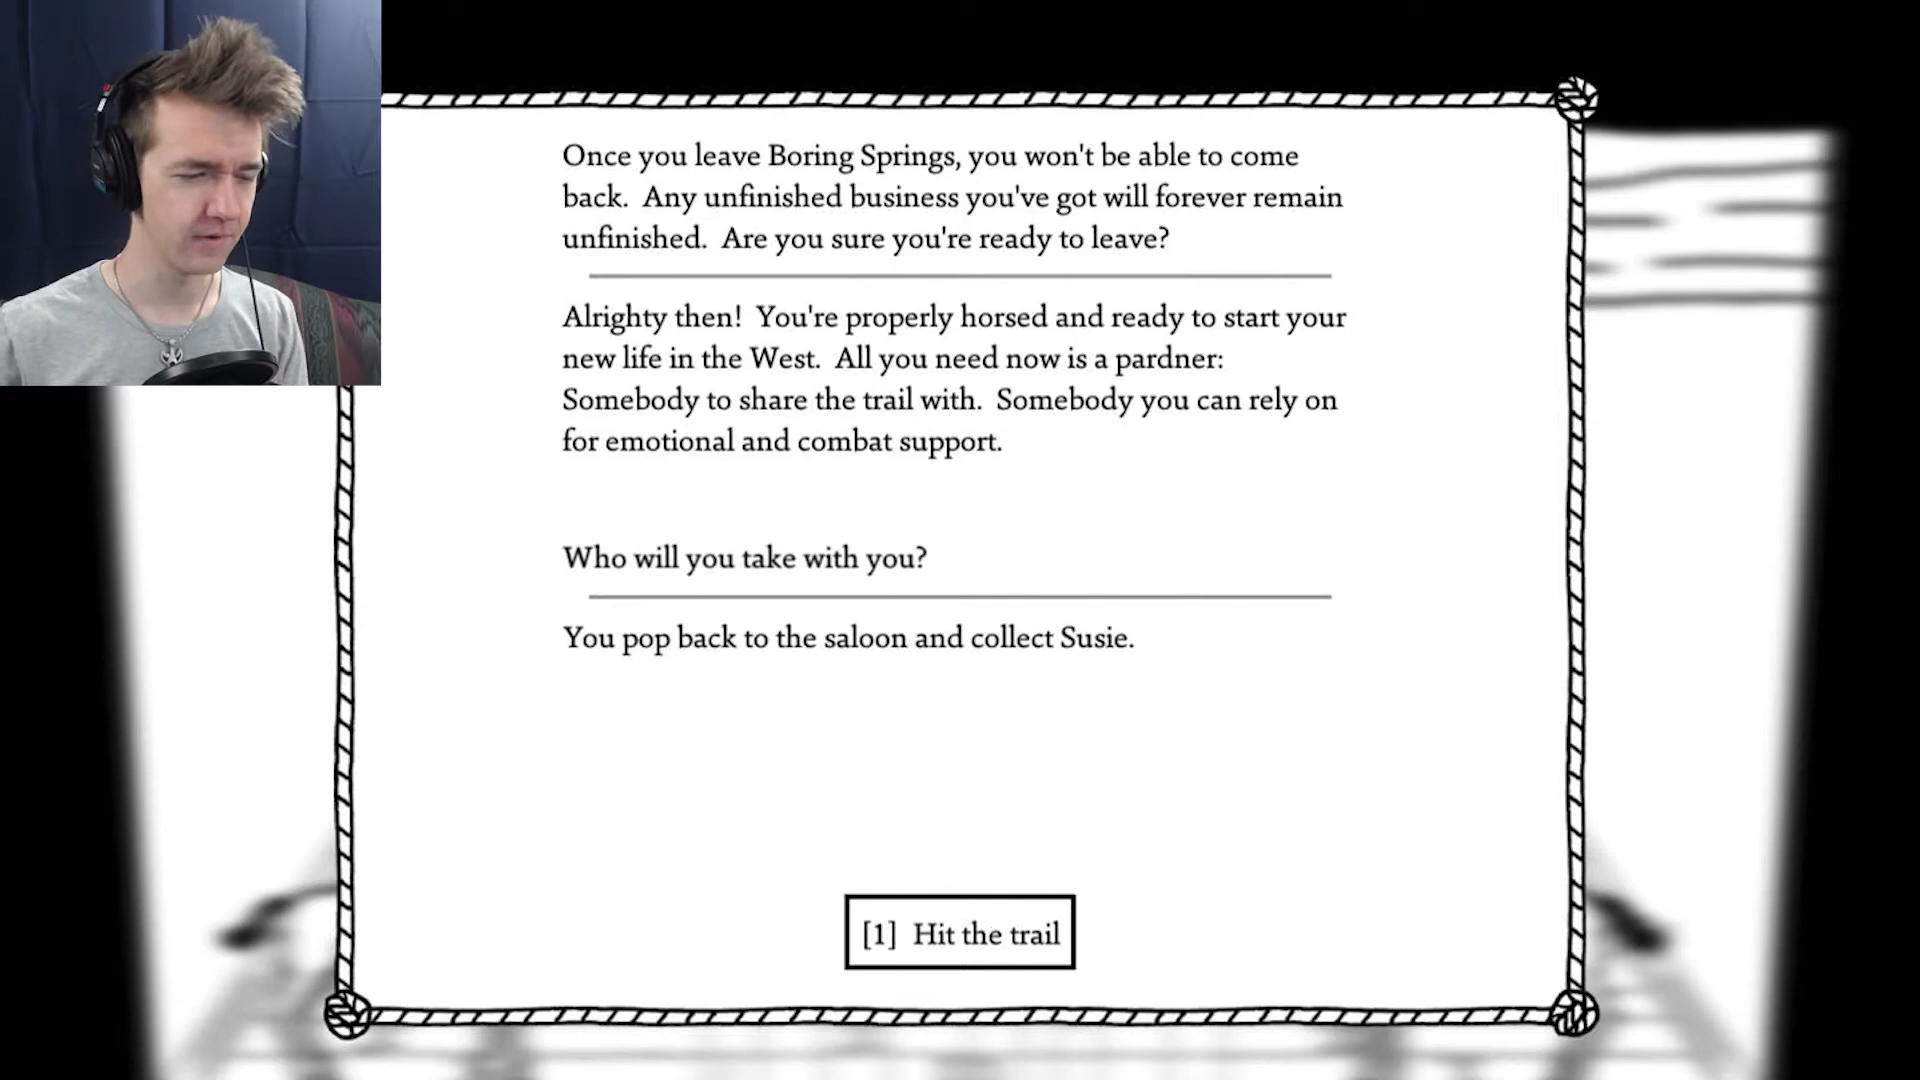 Once you leave Boring Springs, you won't be able to come
back. Any unfinished business you've got will forever remain
unfinished. Are you sure you're ready to leave?
Alrighty then! You're properly horsed and ready to start your
new life in the West. All you need now is a pardner:
Somebody to share the trail with. Somebody you can rely on
for emotional and combat support.
Who will you take with you?
You pop back to the saloon and collect Susie.
[1] Hit the trail